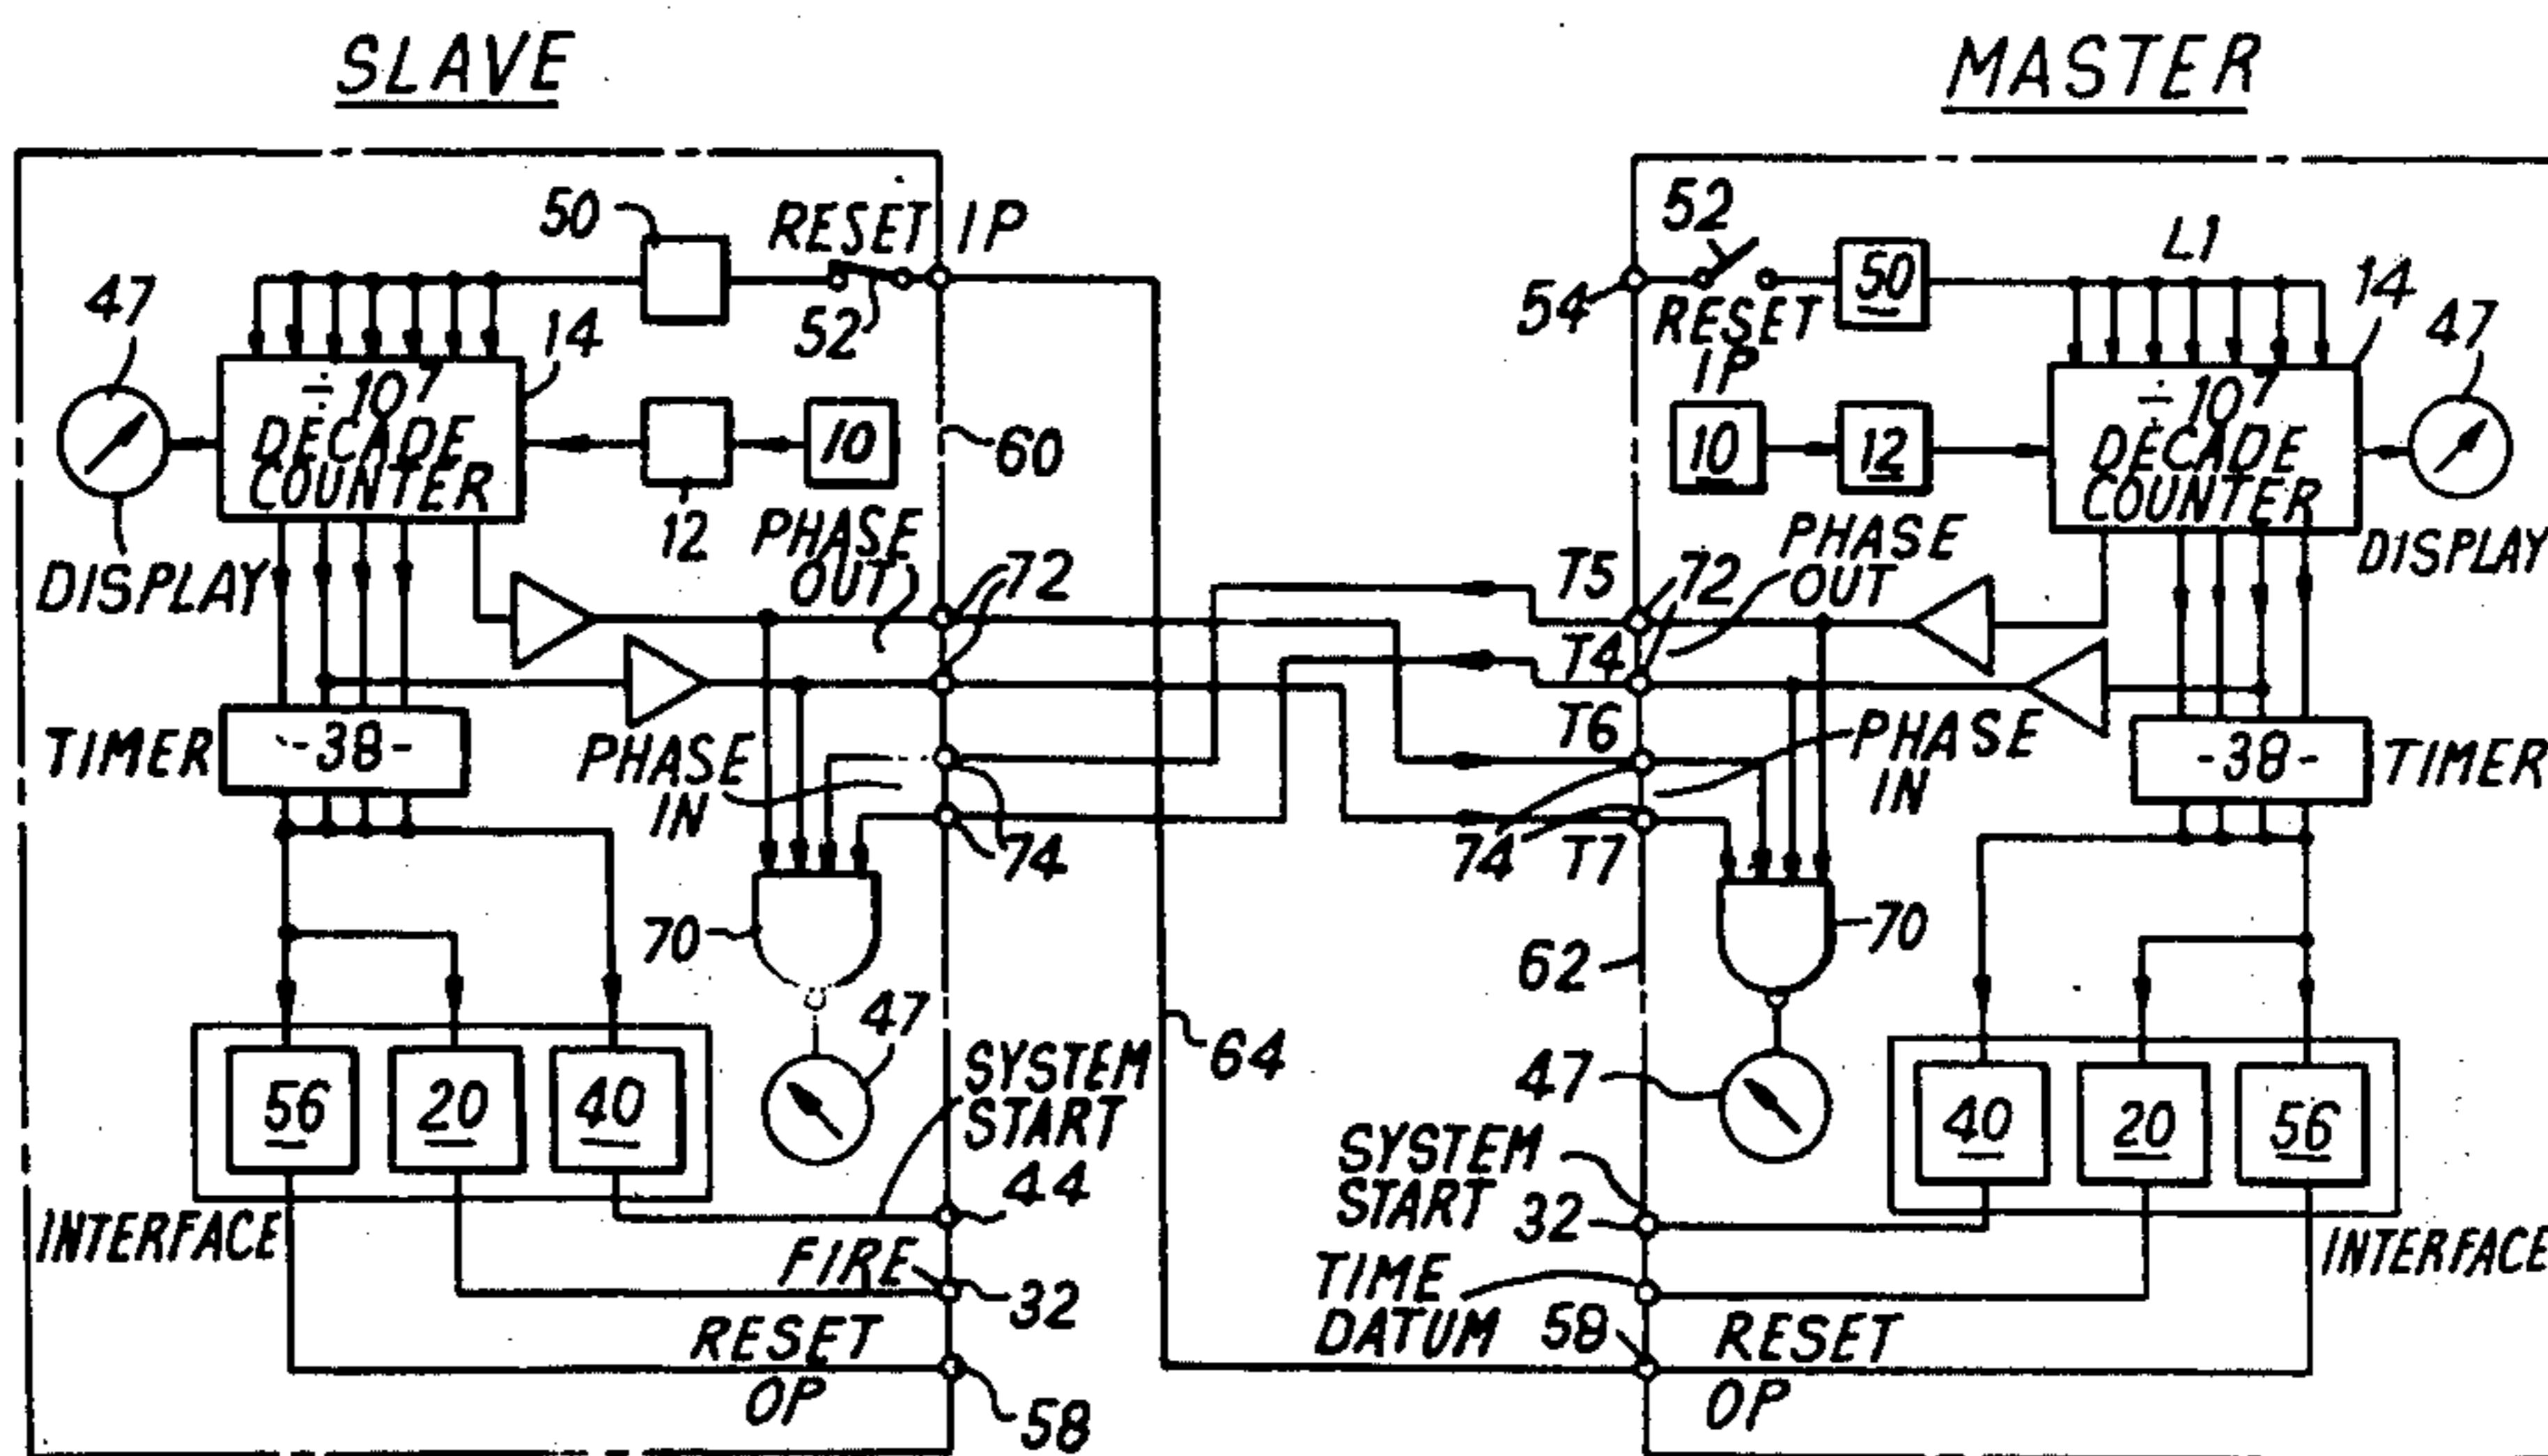 SLAVE
50
RESET IP
47
52
14
÷10⁷
DECADE
COUNTER
10
60
12
PHASE
OUT
72
DISPLAY
TIMER
-38-
PHASE
IN
74
70
47
56
20
40
SYSTEM
START
44
INTERFACE
FIRE
32
RESET
OP
58
64
MASTER
52
50
L1
14
54
RESET
IP
47
÷10⁷
DECADE
COUNTER
10
12
DISPLAY
T5
72
PHASE
OUT
T4
T6
PHASE
IN
-38-
TIMER
74
T7
70
62
47
40
20
56
SYSTEM
START
32
INTERFACE
TIME
DATUM
58
RESET
OP